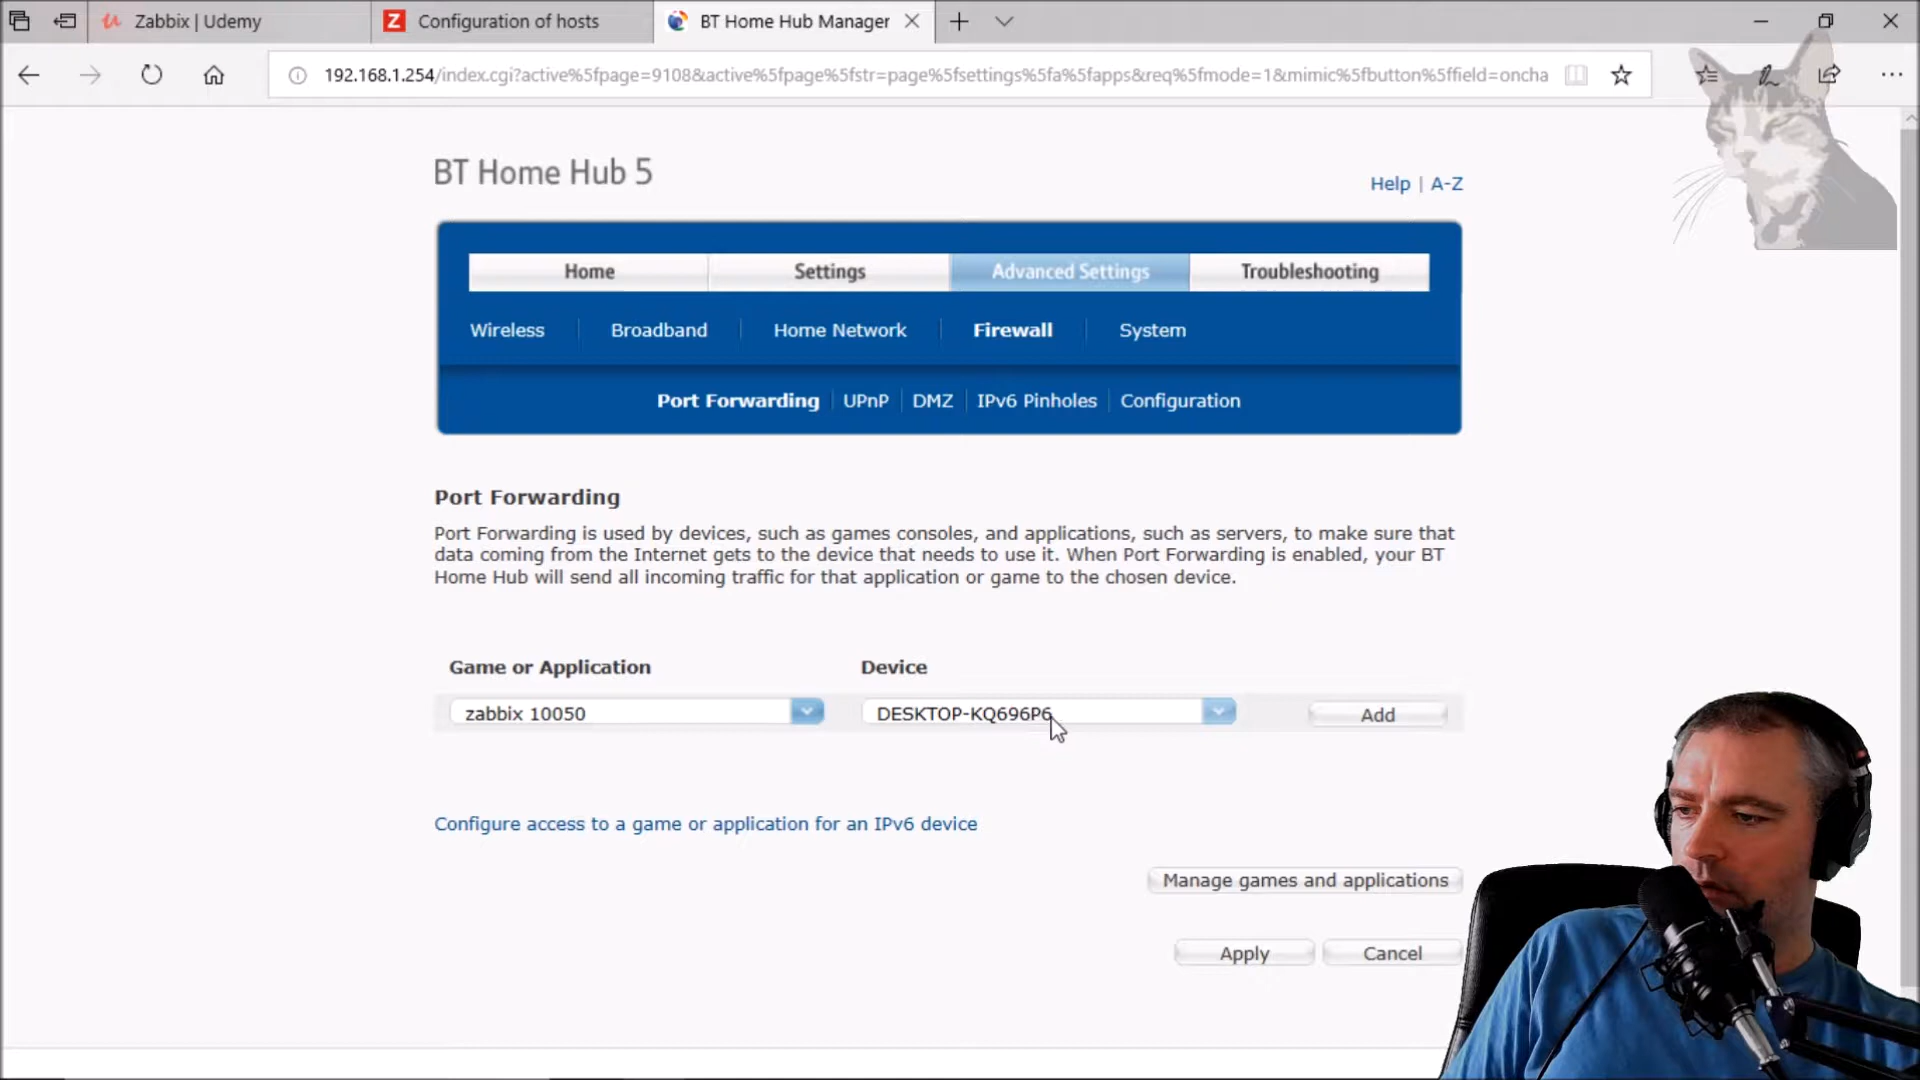 Zabbix | Udemy
Z Configuration of hosts
BT Home Hub Manager
192.168.1.254/index.cgi?active%5fpage=9108&active%5fpage%5fstr=page%5fsettings%5fa%5fapps&req%5fmode=1&mimic%5fbutton%5ffield=oncha
BT Home Hub 5
Help | A-Z
Home Settings Advanced Settings Troubleshooting
Wireless Broadband Home Network Firewall System
Port Forwarding UPnP DMZ IPv6 Pinholes Configuration
Port Forwarding
Port Forwarding is used by devices, such as games consoles, and applications, such as servers, to make sure that
data coming from the Internet gets to the device that needs to use it. When Port Forwarding is enabled, your BT
Home Hub will send all incoming traffic for that application or game to the chosen device.
Game or Application Device
zabbix 10050 DESKTOP-KQ696P6 Add
Configure access to a game or application for an IPv6 device
Manage games and applications
Apply Cancel